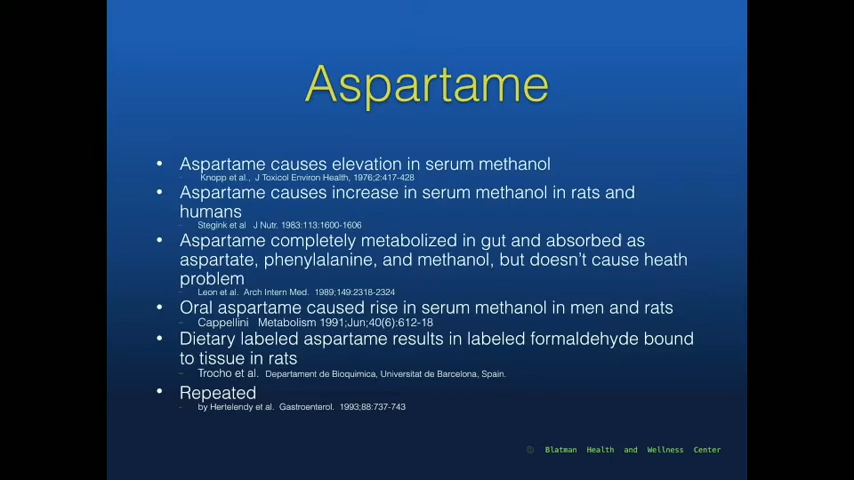 Aspartame
• Aspartame causes elevation in serum methanol
– Knopp et al., J Toxicol Environ Health, 1976;2:417-428
• Aspartame causes increase in serum methanol in rats and
humans
– Stegink et al J Nutr. 1983:113:1600-1606
• Aspartame completely metabolized in gut and absorbed as
aspartate, phenylalanine, and methanol, but doesn't cause heath
problem
– Leon et al. Arch Intern Med. 1989;149:2318-2324
• Oral aspartame caused rise in serum methanol in men and rats
– Cappellini Metabolism 1991;Jun;40(6):612-18
• Dietary labeled aspartame results in labeled formaldehyde bound
to tissue in rats
– Trocho et al. Departament de Bioquimica, Universitat de Barcelona, Spain.
• Repeated
– by Hertelendy et al. Gastroenterol. 1993;88:737-743
© Blatman Health and Wellness Center